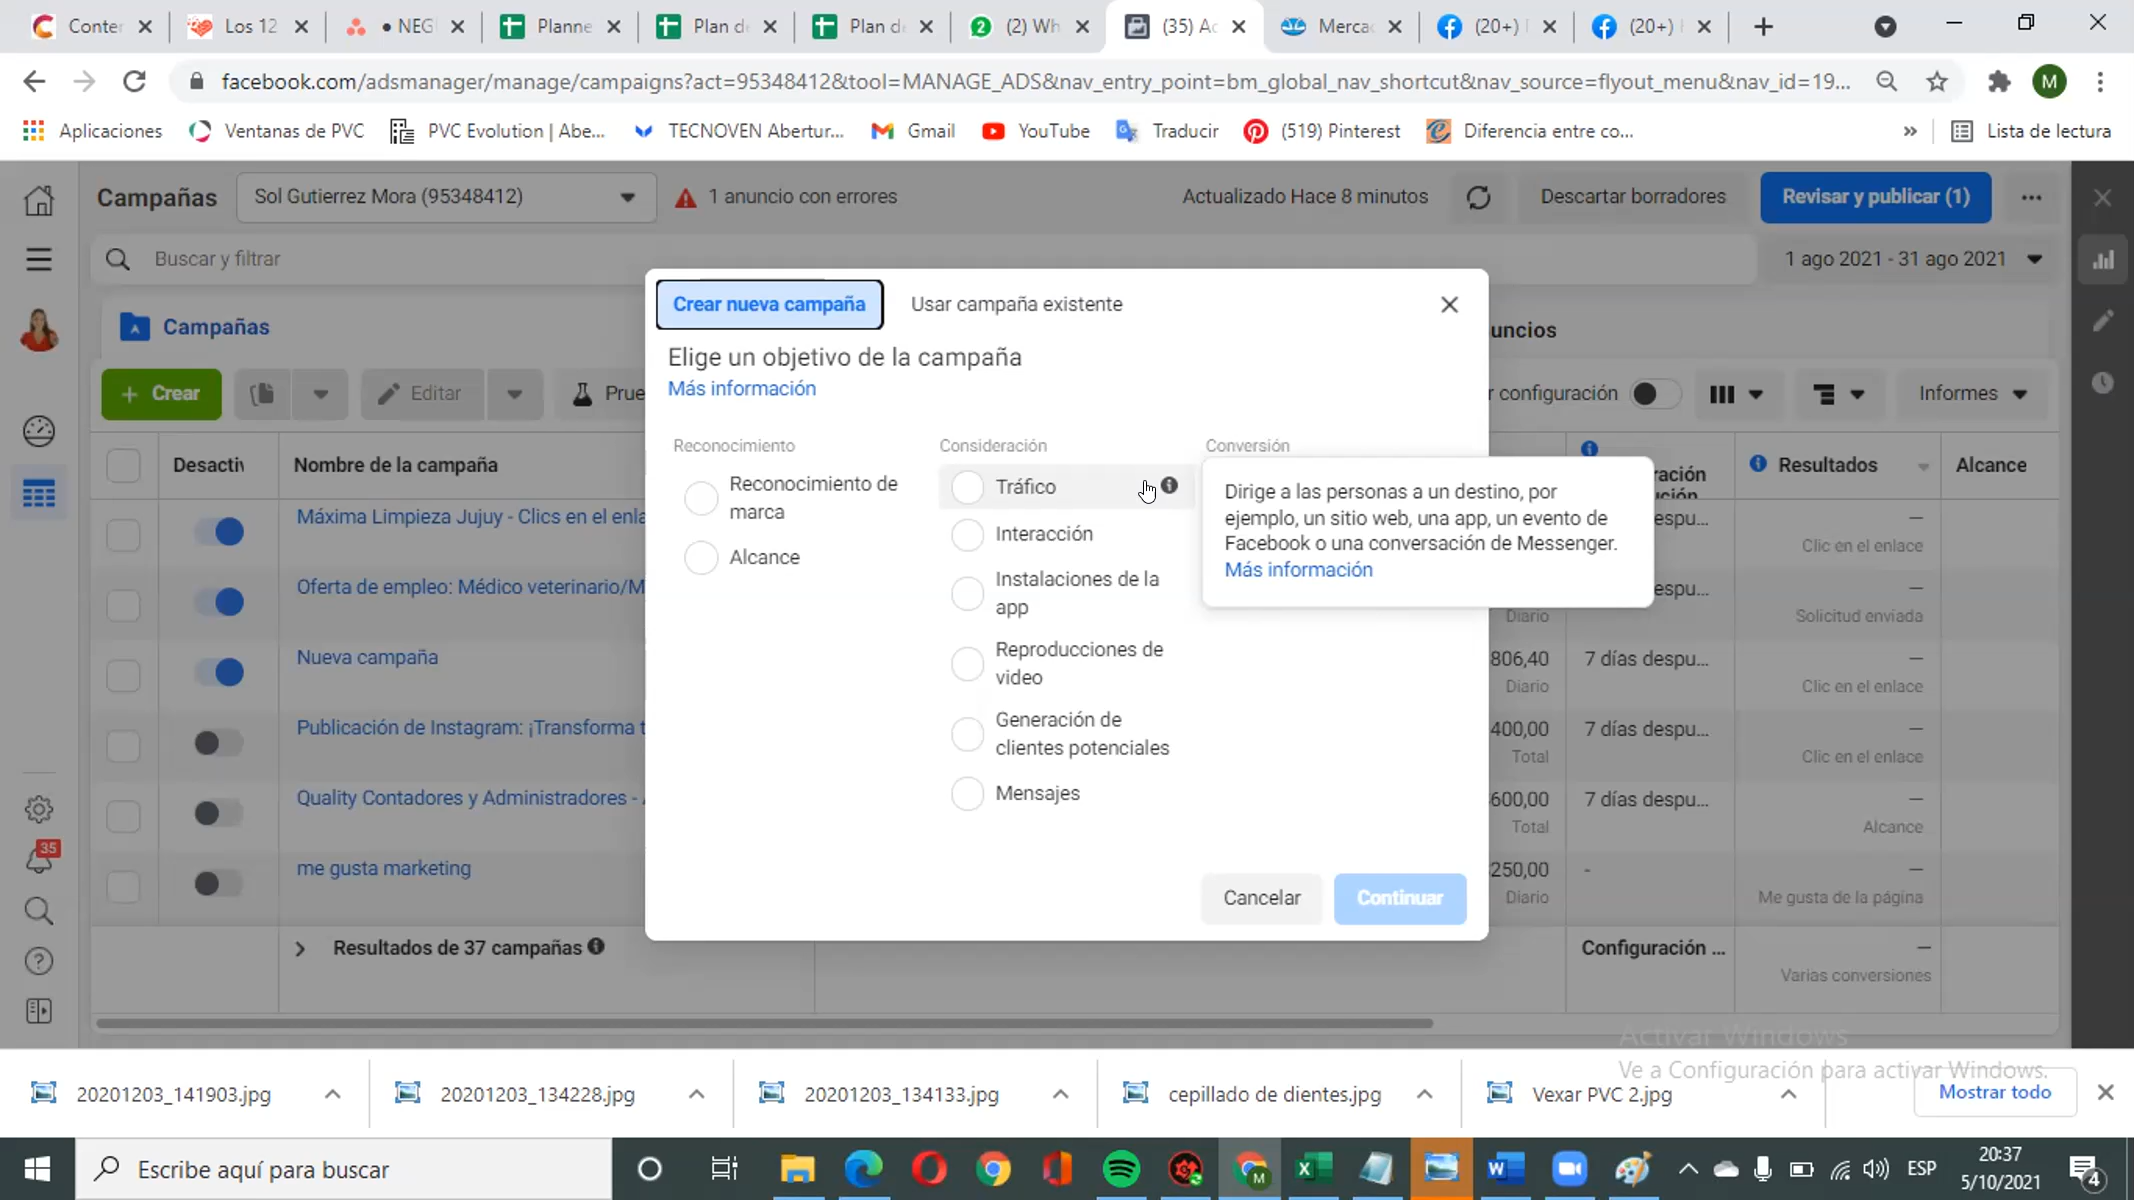 Conter
Los 12
• NEG
Planne
Plan de
Plan de
(2) Wh
(35) Ac
Merca
(20+)
(20+)
facebook.com/adsmanager/manage/campaigns?act=95348412&tool=MANAGE_ADS&nav_entry_point=bm_global_nav_shortcut&nav_source=flyout_menu&nav_id=19...
M
Aplicaciones
Ventanas de PVC
PVC Evolution | Abe...
TECNOVEN Abertur...
Gmail
YouTube
Traducir
(519) Pinterest
Diferencia entre co...
»
Lista de lectura
Campañas
Sol Gutierrez Mora (95348412)
1 anuncio con errores
Actualizado Hace 8 minutos
Descartar borradores
Revisar y publicar (1)
Buscar y filtrar
1 ago 2021 - 31 ago 2021
Campañas
uncios
+ Crear
Editar
Prue
r configuración
Informes
Desactiv
Nombre de la campaña
ración
Resultados
Alcance
Máxima Limpieza Jujuy - Clics en el enla
espu...
—
Clic en el enlace
Oferta de empleo: Médico veterinario/M
Diario
espu...
—
Solicitud enviada
Nueva campaña
806,40
Diario
7 días despu...
—
Clic en el enlace
Publicación de Instagram: ¡Transforma t
400,00
Total
7 días despu...
—
Clic en el enlace
Quality Contadores y Administradores -
600,00
Total
7 días despu...
—
Alcance
me gusta marketing
250,00
Diario
-
—
Me gusta de la página
Resultados de 37 campañas
Configuración ...
—
Varias conversiones
35
Crear nueva campaña
Usar campaña existente
Elige un objetivo de la campaña
Más información
Reconocimiento
Reconocimiento de
marca
Alcance
Consideración
Tráfico
Interacción
Instalaciones de la
app
Reproducciones de
video
Generación de
clientes potenciales
Mensajes
Conversión
Dirige a las personas a un destino, por
ejemplo, un sitio web, una app, un evento de
Facebook o una conversación de Messenger.
Más información
Cancelar
Continuar
Activar Windows
Ve a Configuración para activar Windows.
20201203_141903.jpg
20201203_134228.jpg
20201203_134133.jpg
cepillado de dientes.jpg
Vexar PVC 2.jpg
Mostrar todo
Escribe aquí para buscar
M
ESP
20:37
5/10/2021
4